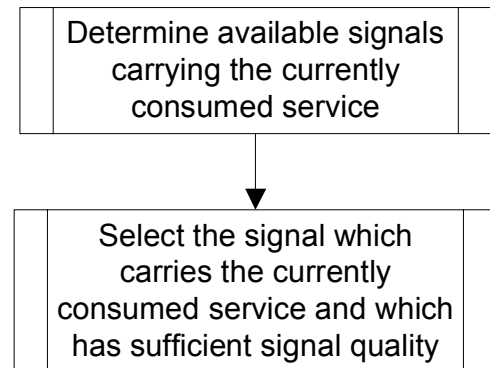 Determine available signals
carrying the currently
consumed service
Select the signal which
carries the currently
consumed service and which
has sufficient signal quality